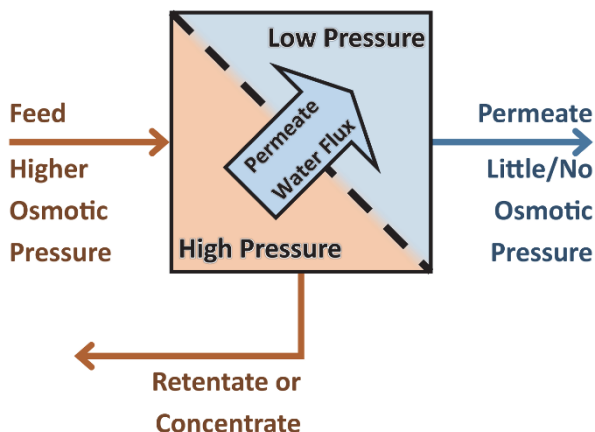 Low Pressure
Feed
Higher
Osmotic
Pressure
Permeate
Water Flux
Permeate
Little/No
Osmotic
Pressure
High Pressure
Retentate or
Concentrate